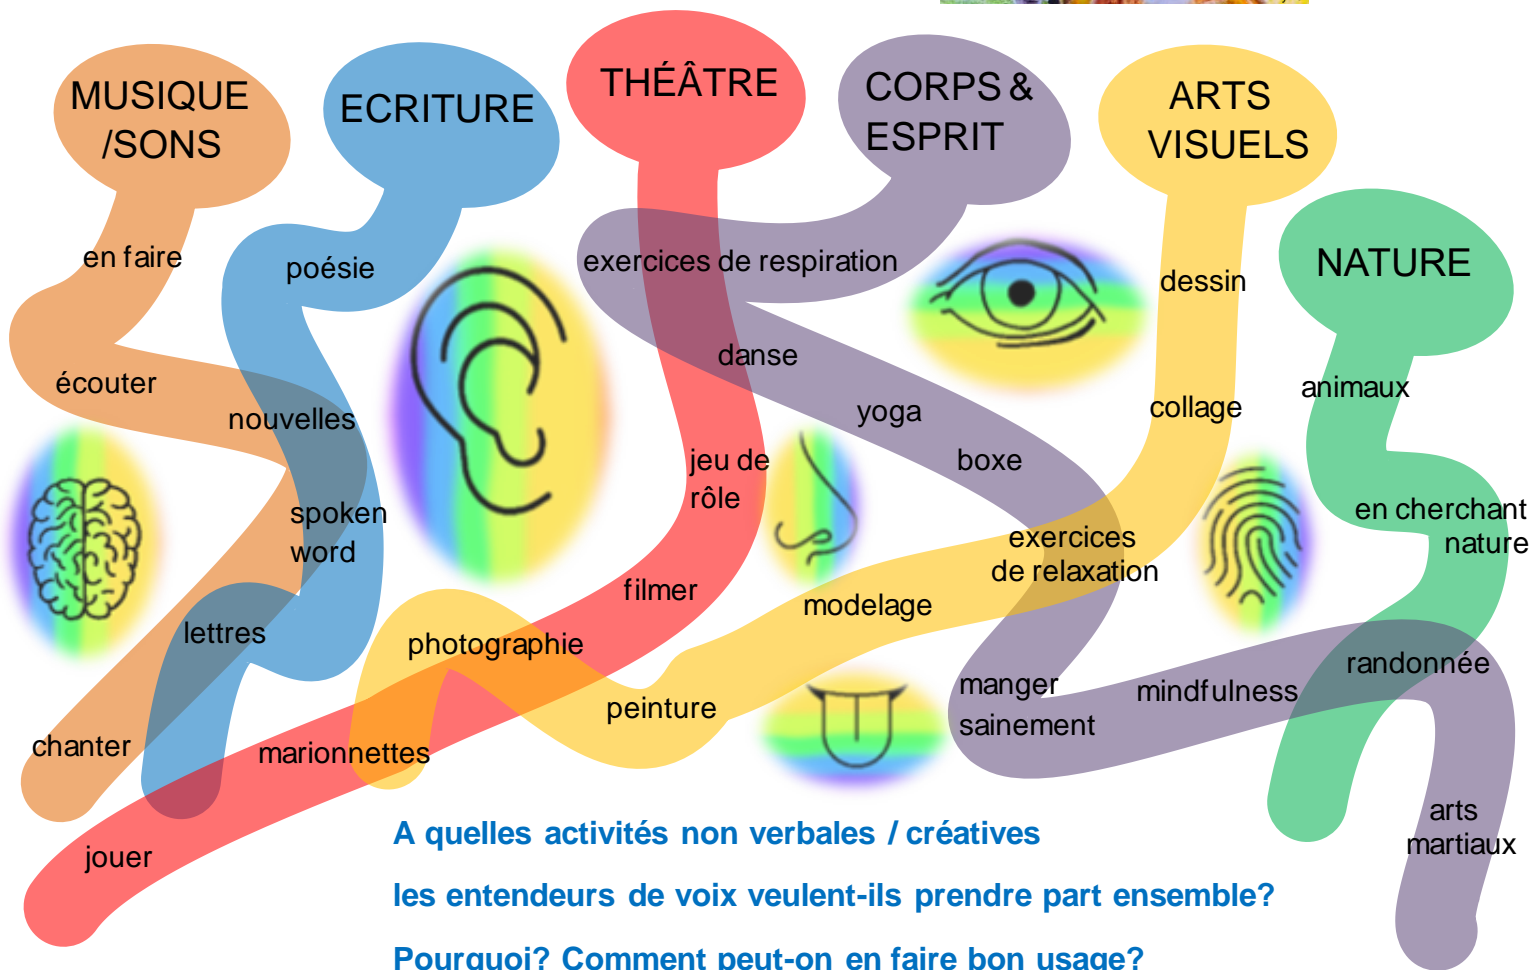 MUSIQUE
/SONS
ECRITURE
THÉÂTRE
CORPS &
ESPRIT
ARTS
VISUELS
NATURE
en faire
écouter
chanter
poésie
nouvelles
spoken
word
lettres
jeu de
rôle
filmer
marionnettes
jouer
exercices de respiration
danse
yoga
boxe
exercices
de relaxation
manger
sainement
mindfulness
randonnée
arts
martiaux
dessin
collage
modelage
peinture
photographie
animaux
en cherchant
nature
A quelles activités non verbales / créatives
les entendeurs de voix veulent-ils prendre part ensemble?
Pourquoi? Comment peut-on en faire bon usage?